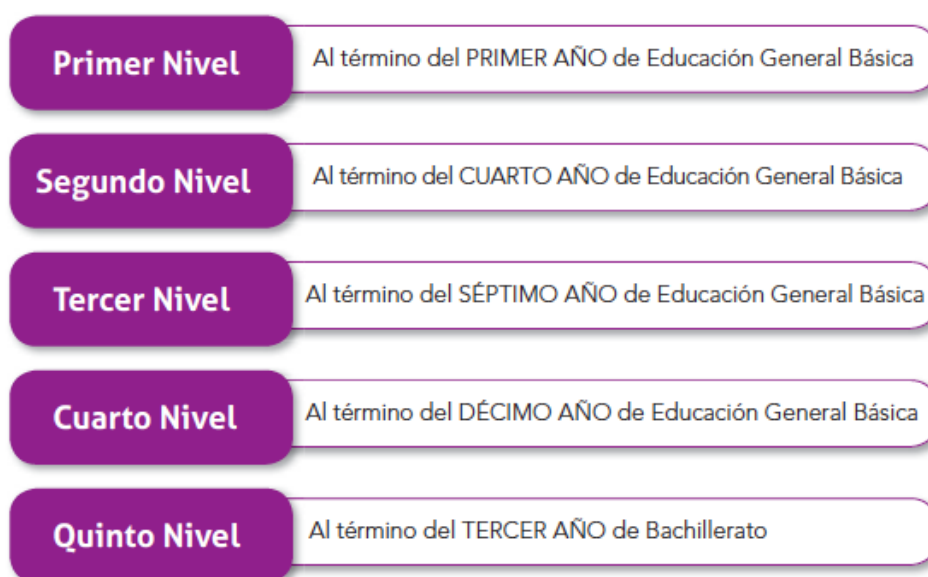 Primer Nivel
Al término del PRIMER AÑO de Educación General Básica
Segundo Nivel
Al término del CUARTO AÑO de Educación General Básica
Tercer Nivel
Al término del SÉPTIMO AÑO de Educación General Básica
Cuarto Nivel
Al término del DÉCIMO AÑO de Educación General Básica
Quinto Nivel
Al término del TERCER AÑO de Bachillerato